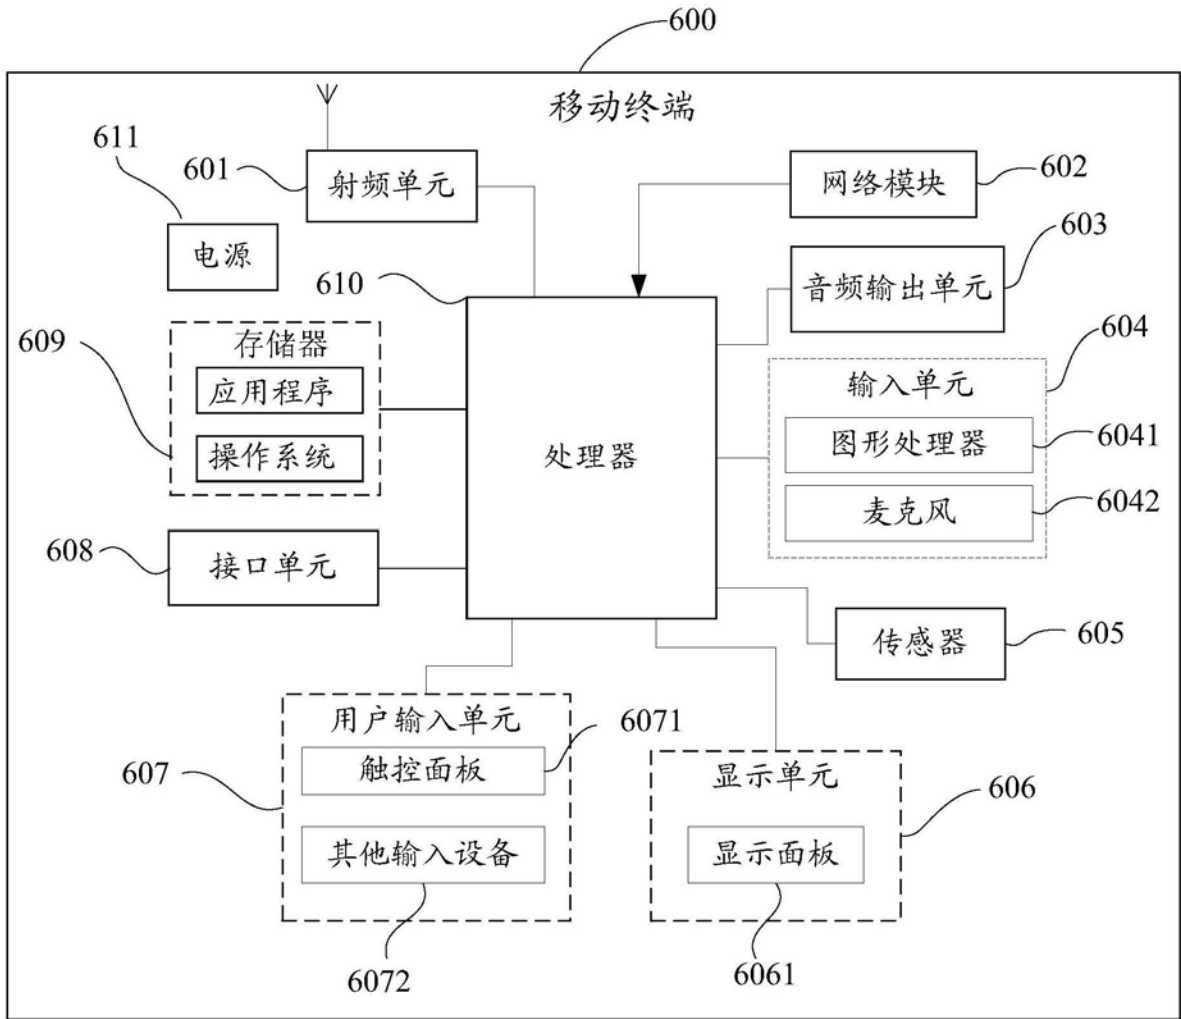 600
移动终端
611
601
射频单元
网络模块
602
电源
603
音频输出单元
610
609
存储器
应用程序
操作系统
604
输入单元
图形处理器
6041
麦克风
6042
处理器
608
接口单元
传感器
605
用户输入单元
6071
触控面板
607
其他输入设备
6072
显示单元
606
显示面板
6061